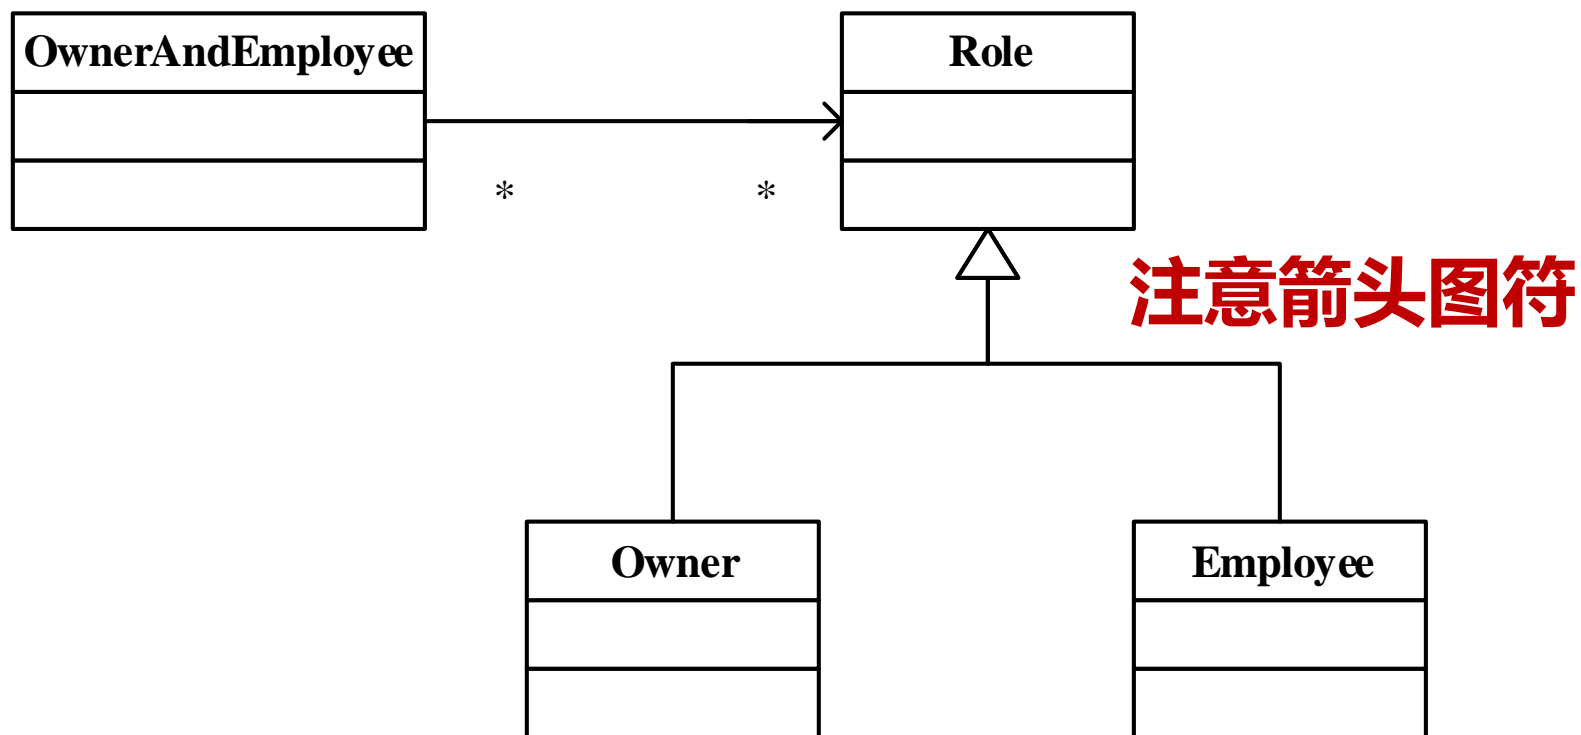 OwnerAndEmployee
Role
* *
注意箭头图符
Owner
Employee